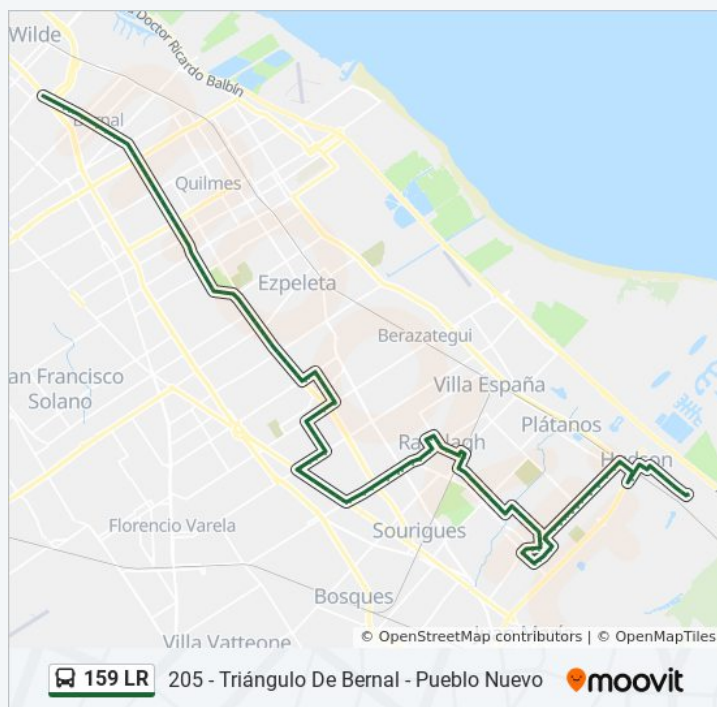 Wilde
Doctor Ricardo Balbín
Bernal
Quilmes
Ezpeleta
Berazategui
San Francisco
Solano
Villa España
Plátanos
Ranelagh
Hudson
Florencio Varela
Sourigues
Bosques
Villa Vatteone
© OpenStreetMap contributors | © OpenMapTiles
159 LR
205 - Triángulo De Bernal - Pueblo Nuevo
moovit